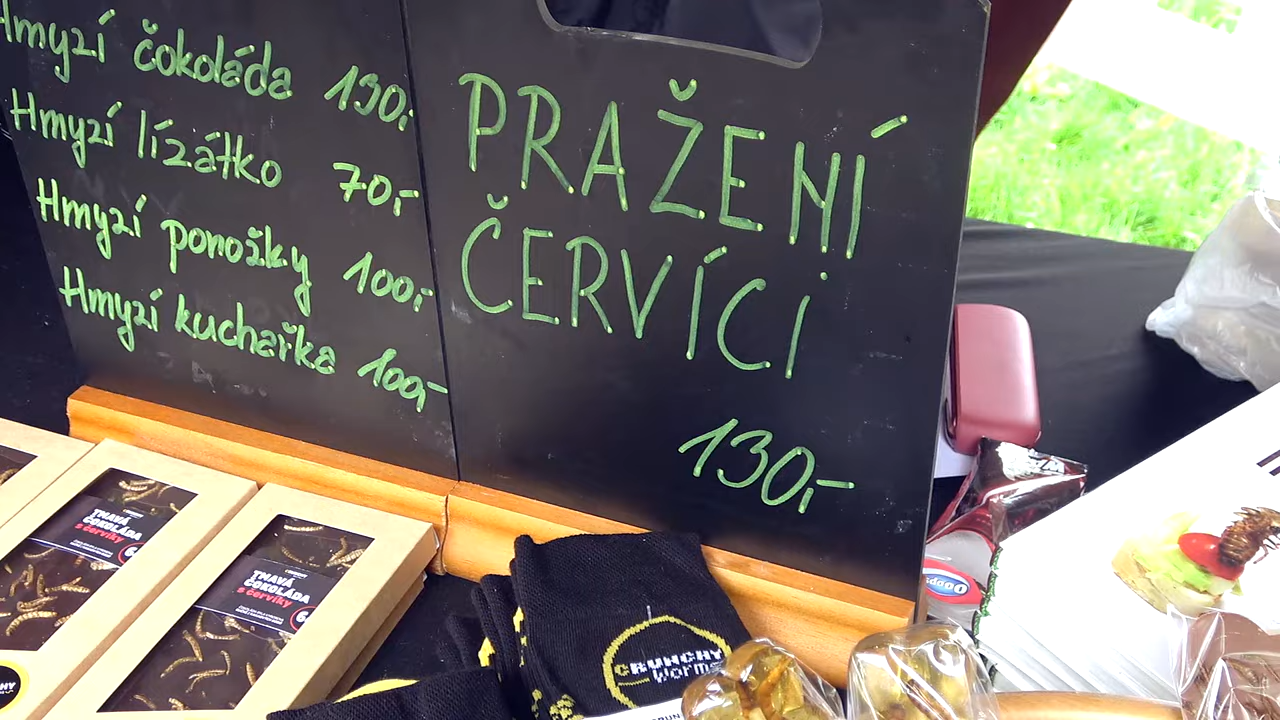 Hmyzí čokoláda 130,-
Hmyzí lízátko 70,-
Hmyzí ponožky 100,-
Hmyzí kuchařka 100,-
PRAŽENÍ
ČERVÍCI
130,-
TMAVÁ
ČOKOLÁDA
s červíky
TMAVÁ
ČOKOLÁDA
s červíky
CRUNCHY
Worms